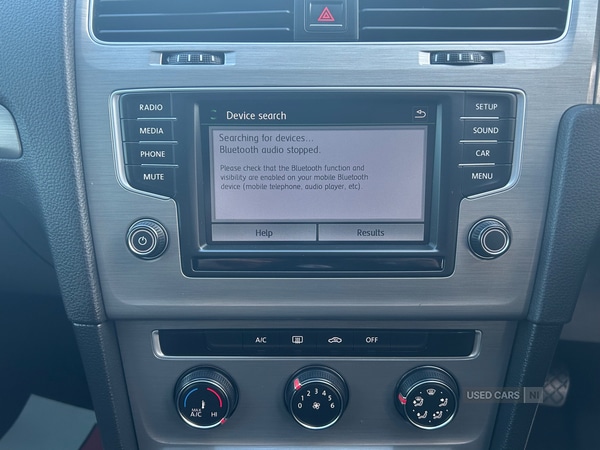 RADIO
MEDIA
PHONE
MUTE
Device search
Searching for devices...
Bluetooth audio stopped.
Please check that the Bluetooth function and
visibility are enabled on your mobile Bluetooth
device (mobile telephone, audio player, etc).
Help
Results
SETUP
SOUND
CAR
MENU
A/C
OFF
MAX
A/C
HI
0 1 2 3 4 5 6
USED CARS NI